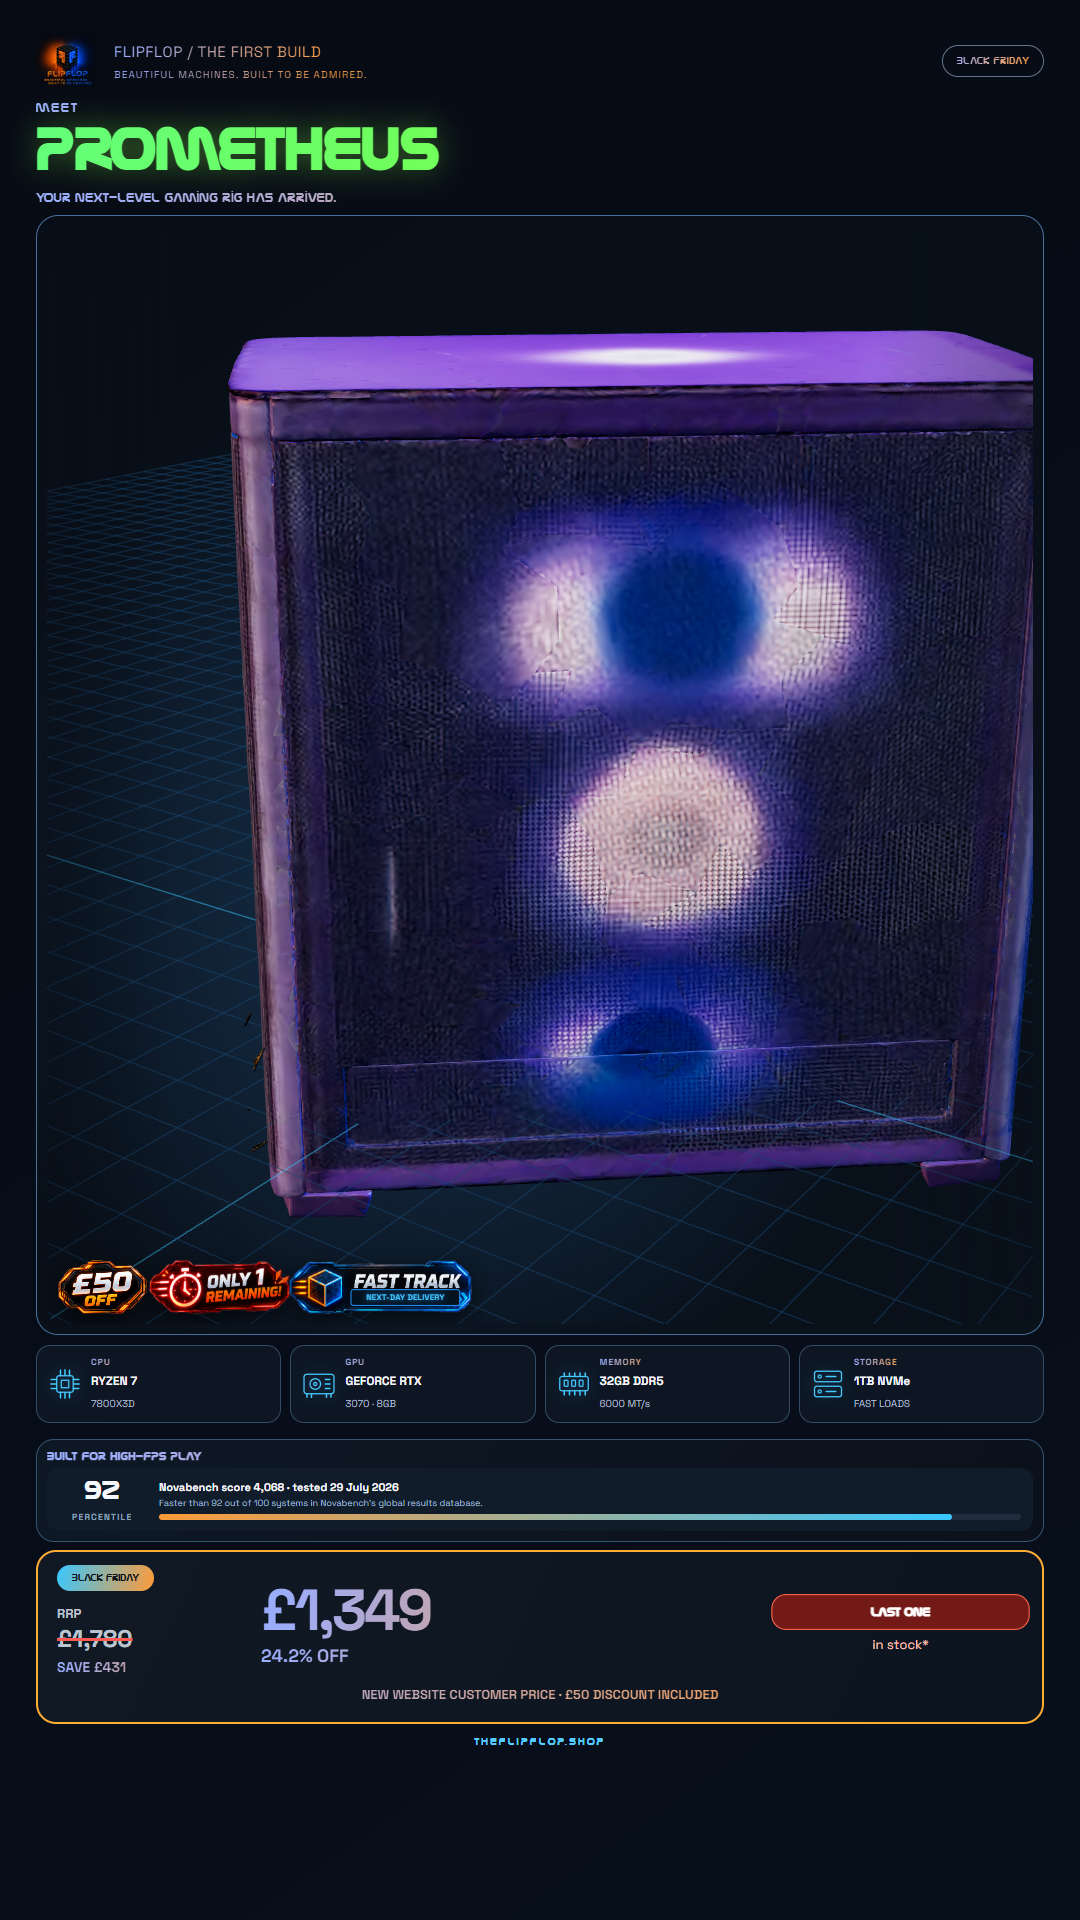 FLIPFLOP
FLIPFLOP / THE FIRST BUILD
BEAUTIFUL MACHINES. BUILT TO BE ADMIRED.
BLACK FRIDAY
MEET
PROMETHEUS
YOUR NEXT-LEVEL GAMING RIG HAS ARRIVED.
£50
OFF
ONLY 1
REMAINING!
FAST TRACK
NEXT-DAY DELIVERY
CPU
RYZEN 7
7800X3D
GPU
GEFORCE RTX
3070 · 8GB
MEMORY
32GB DDR5
6000 MT/s
STORAGE
1TB NVMe
FAST LOADS
BUILT FOR HIGH-FPS PLAY
92
PERCENTILE
Novabench score 4,068 · tested 29 July 2026
Faster than 92 out of 100 systems in Novabench's global results database.
BLACK FRIDAY
RRP
£1,780
SAVE £431
£1,349
24.2% OFF
LAST ONE
in stock*
NEW WEBSITE CUSTOMER PRICE · £50 DISCOUNT INCLUDED
THEFLIPFLOP.SHOP